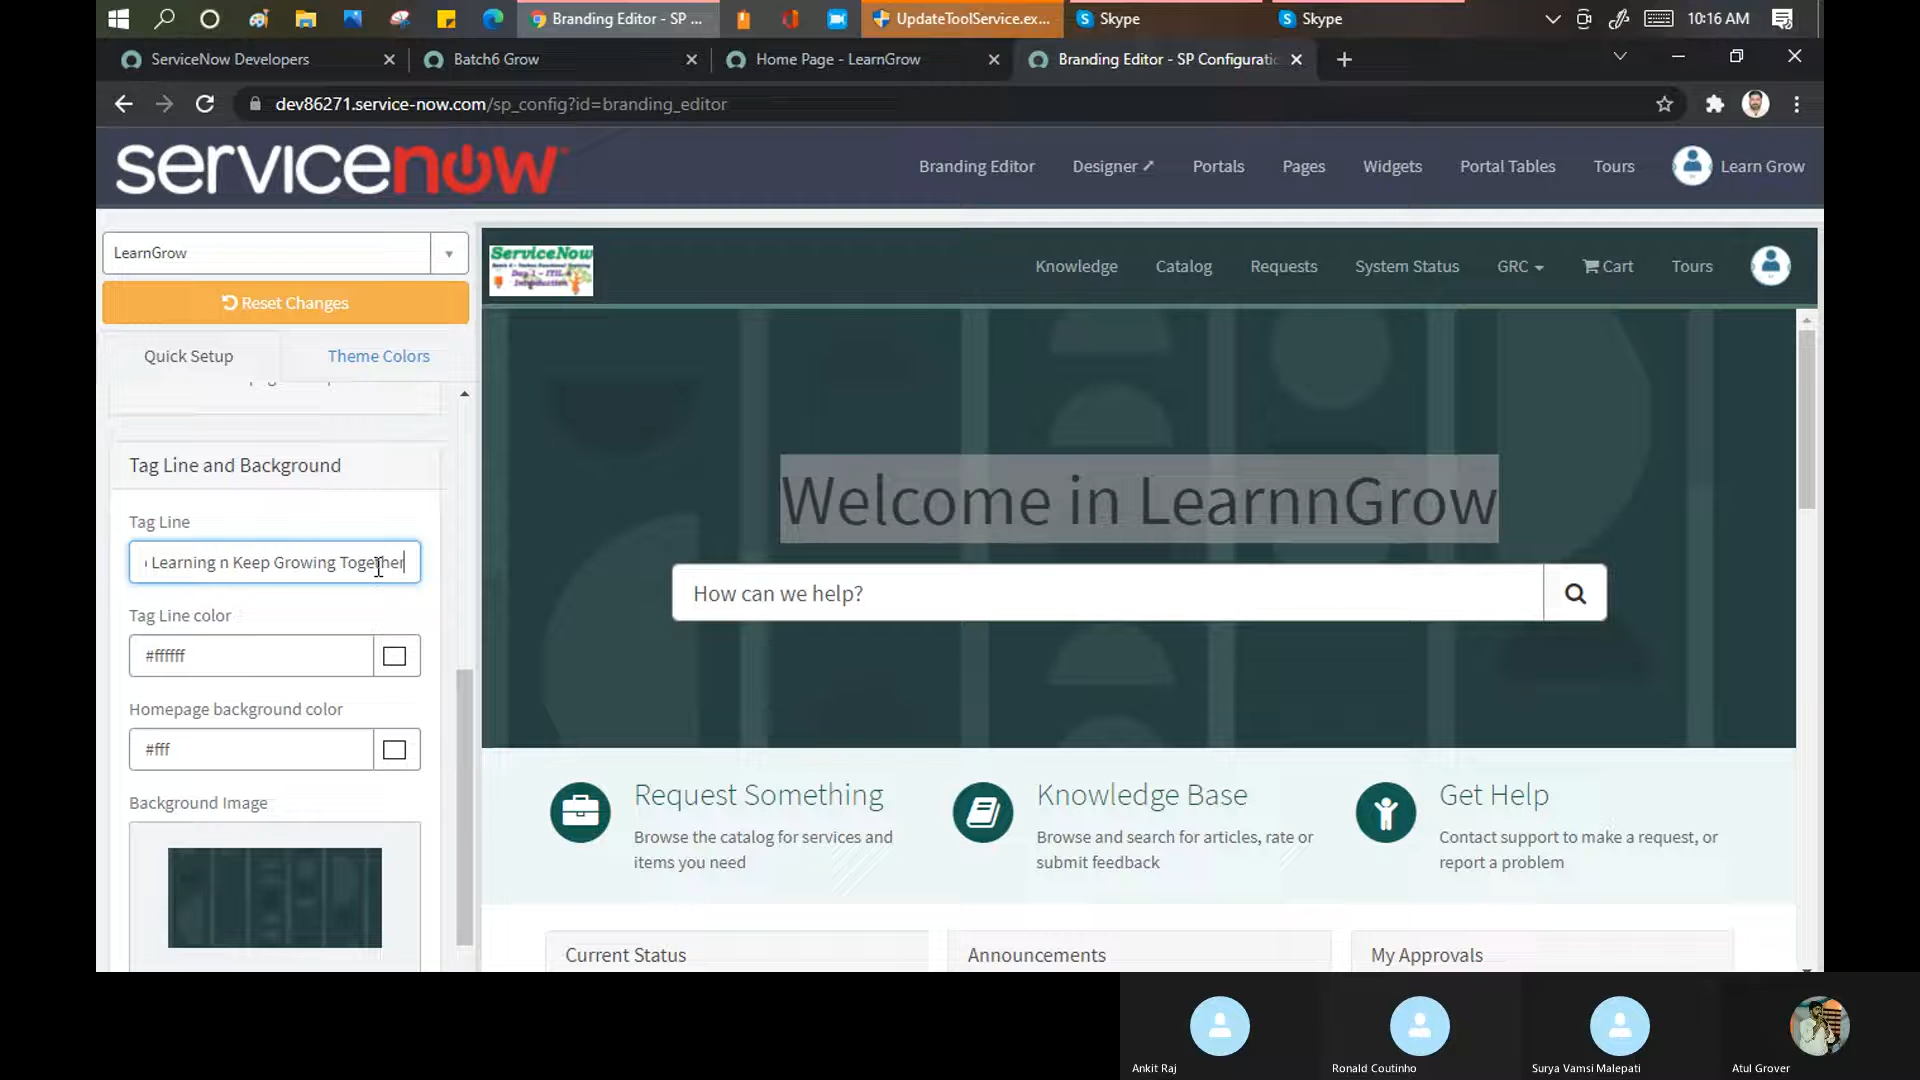 Branding Editor - SP ...
UpdateToolService.ex...
Skype
Skype
10:16 AM
ServiceNow Developers
Batch6 Grow
Home Page - LearnGrow
Branding Editor - SP Configuratio
dev86271.service-now.com/sp_config?id=branding_editor
servicenow
Branding Editor
Designer
Portals
Pages
Widgets
Portal Tables
Tours
Learn Grow
LearnGrow
Reset Changes
Quick Setup
Theme Colors
ServiceNow
Day 1 - ITIL
Introduction
Knowledge
Catalog
Requests
System Status
GRC
Cart
Tours
Tag Line and Background
Tag Line
Learning n Keep Growing Together
Tag Line color
#ffffff
Homepage background color
#fff
Background Image
Welcome in LearnnGrow
How can we help?
Request Something
Browse the catalog for services and
items you need
Knowledge Base
Browse and search for articles, rate or
submit feedback
Get Help
Contact support to make a request, or
report a problem
Current Status
Announcements
My Approvals
Ankit Raj
Ronald Coutinho
Surya Vamsi Malepati
Atul Grover